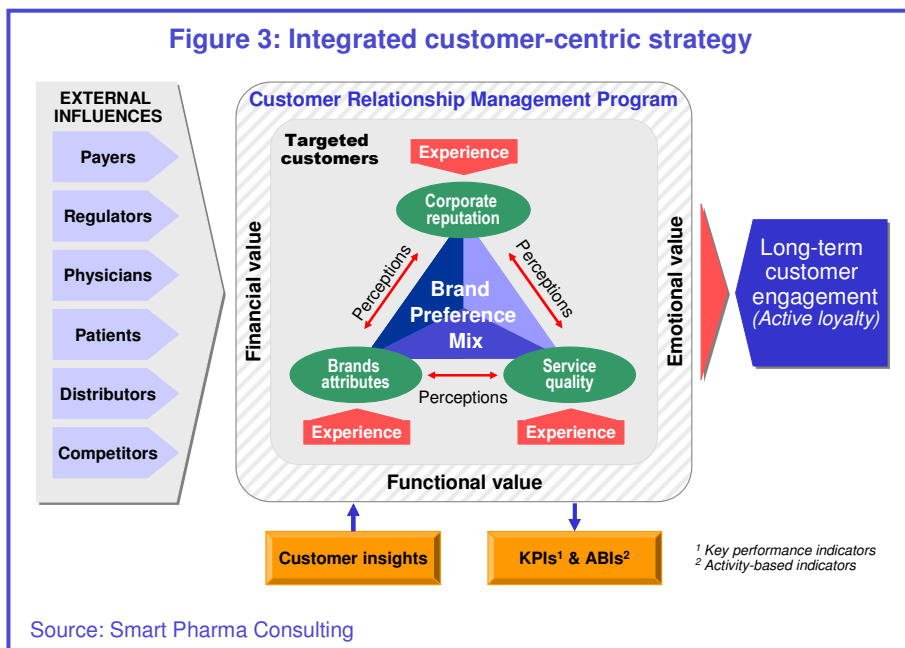 Figure 3: Integrated customer-centric strategy
EXTERNAL
INFLUENCES
Payers
Regulators
Physicians
Patients
Distributors
Competitors
Customer Relationship Management Program
Financial value
Targeted
customers
Experience
Corporate
reputation
Perceptions
Perceptions
Brand
Preference
Mix
Brands
attributes
Service
quality
Perceptions
Experience
Experience
Emotional value
Functional value
Long-term
customer
engagement
(Active loyalty)
Customer insights
KPIs¹ & ABIs²
¹ Key performance indicators
² Activity-based indicators
Source: Smart Pharma Consulting